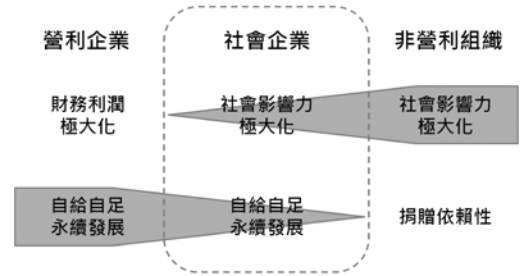 營利企業
社會企業
非營利組織
財務利潤
極大化
社會影響力
極大化
社會影響力
極大化
自給自足
永續發展
自給自足
永續發展
捐贈依賴性